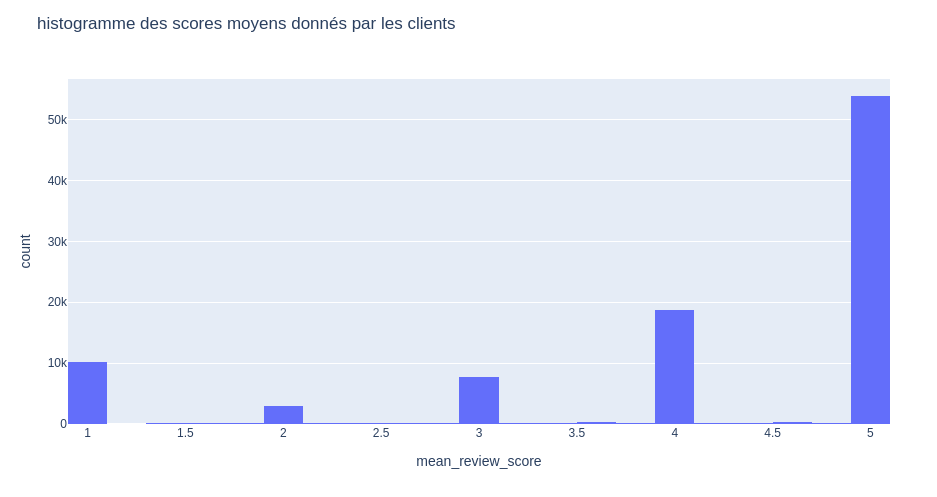 histogramme des scores moyens donnés par les clients
50k
40k
30k
20k
10k
0
count
1 1.5 2 2.5 3 3.5 4 4.5 5
mean_review_score